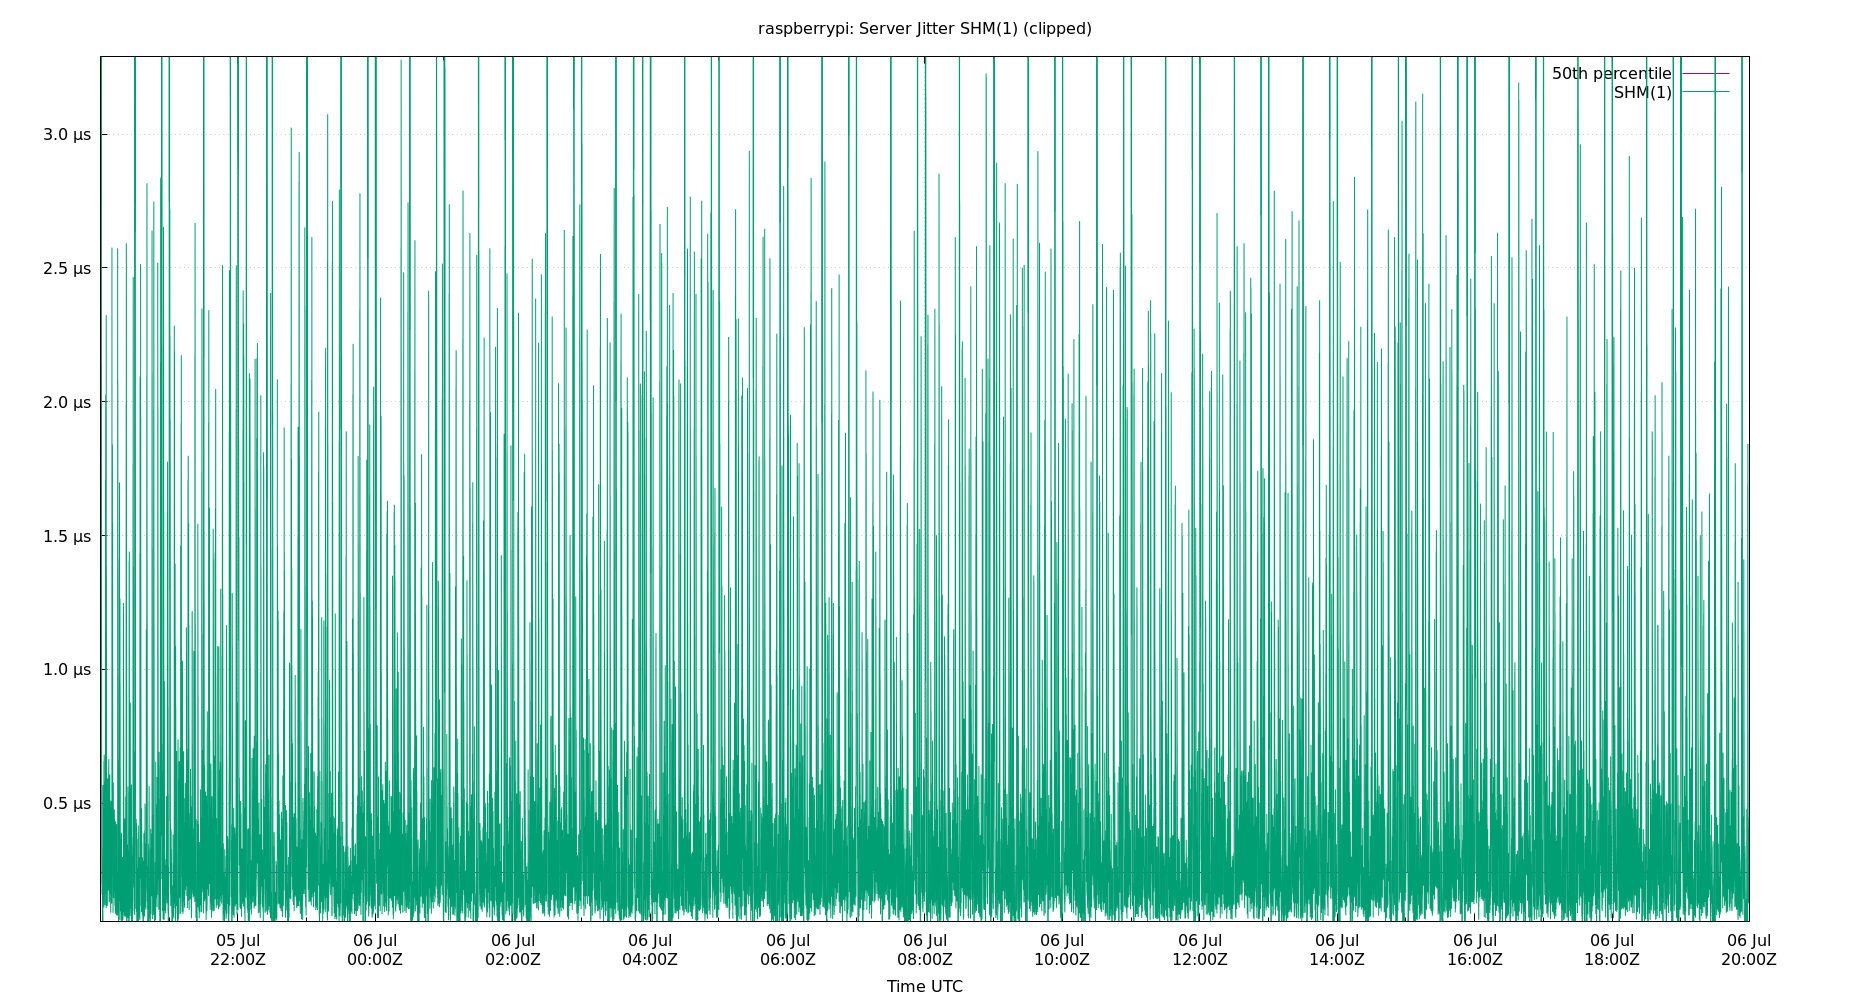 raspberrypi: Server Jitter SHM(1) (clipped)
50th percentile
SHM(1)
3.0 µs
2.5 µs
2.0 µs
1.5 µs
1.0 µs
0.5 µs
05 Jul 06 Jul 06 Jul 06 Jul 06 Jul 06 Jul 06 Jul 06 Jul 06 Jul 06 Jul 06 Jul 06 Jul
22:00Z 00:00Z 02:00Z 04:00Z 06:00Z 08:00Z 10:00Z 12:00Z 14:00Z 16:00Z 18:00Z 20:00Z
Time UTC